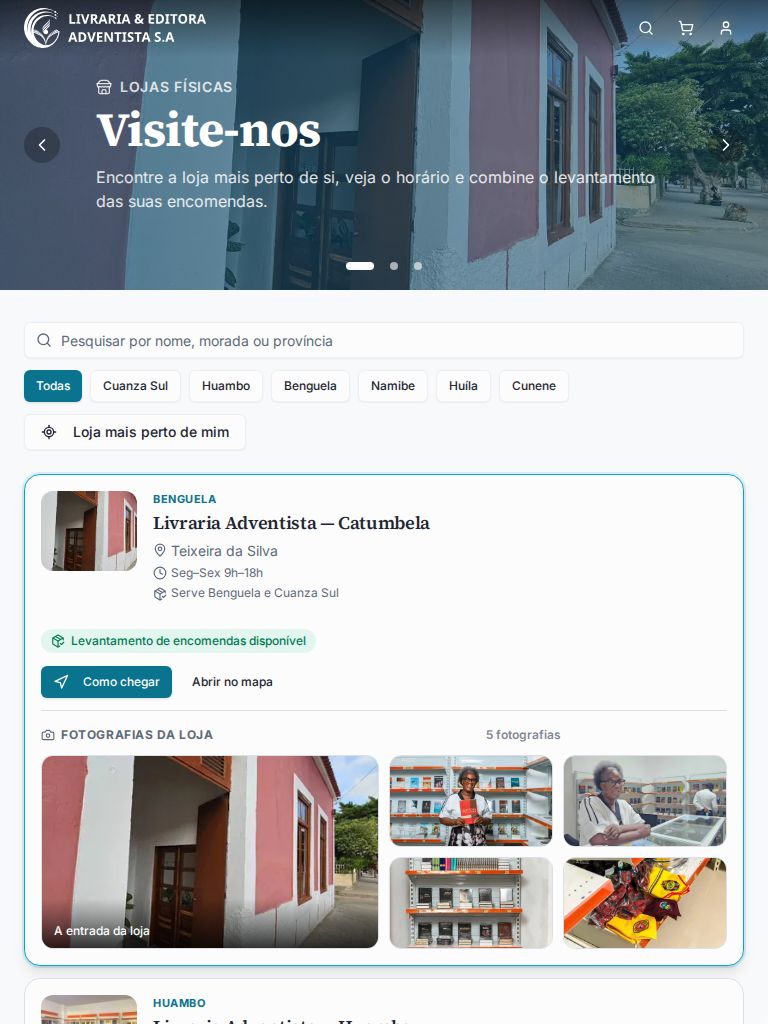 LIVRARIA & EDITORA
ADVENTISTA S.A
LOJAS FÍSICAS
Visite-nos
Encontre a loja mais perto de si, veja o horário e combine o levantamento
das suas encomendas.
Pesquisar por nome, morada ou província
Todas
Cuanza Sul
Huambo
Benguela
Namibe
Huíla
Cunene
Loja mais perto de mim
BENGUELA
Livraria Adventista — Catumbela
Teixeira da Silva
Seg–Sex 9h–18h
Serve Benguela e Cuanza Sul
Levantamento de encomendas disponível
Como chegar
Abrir no mapa
FOTOGRAFIAS DA LOJA
5 fotografias
A entrada da loja
HUAMBO